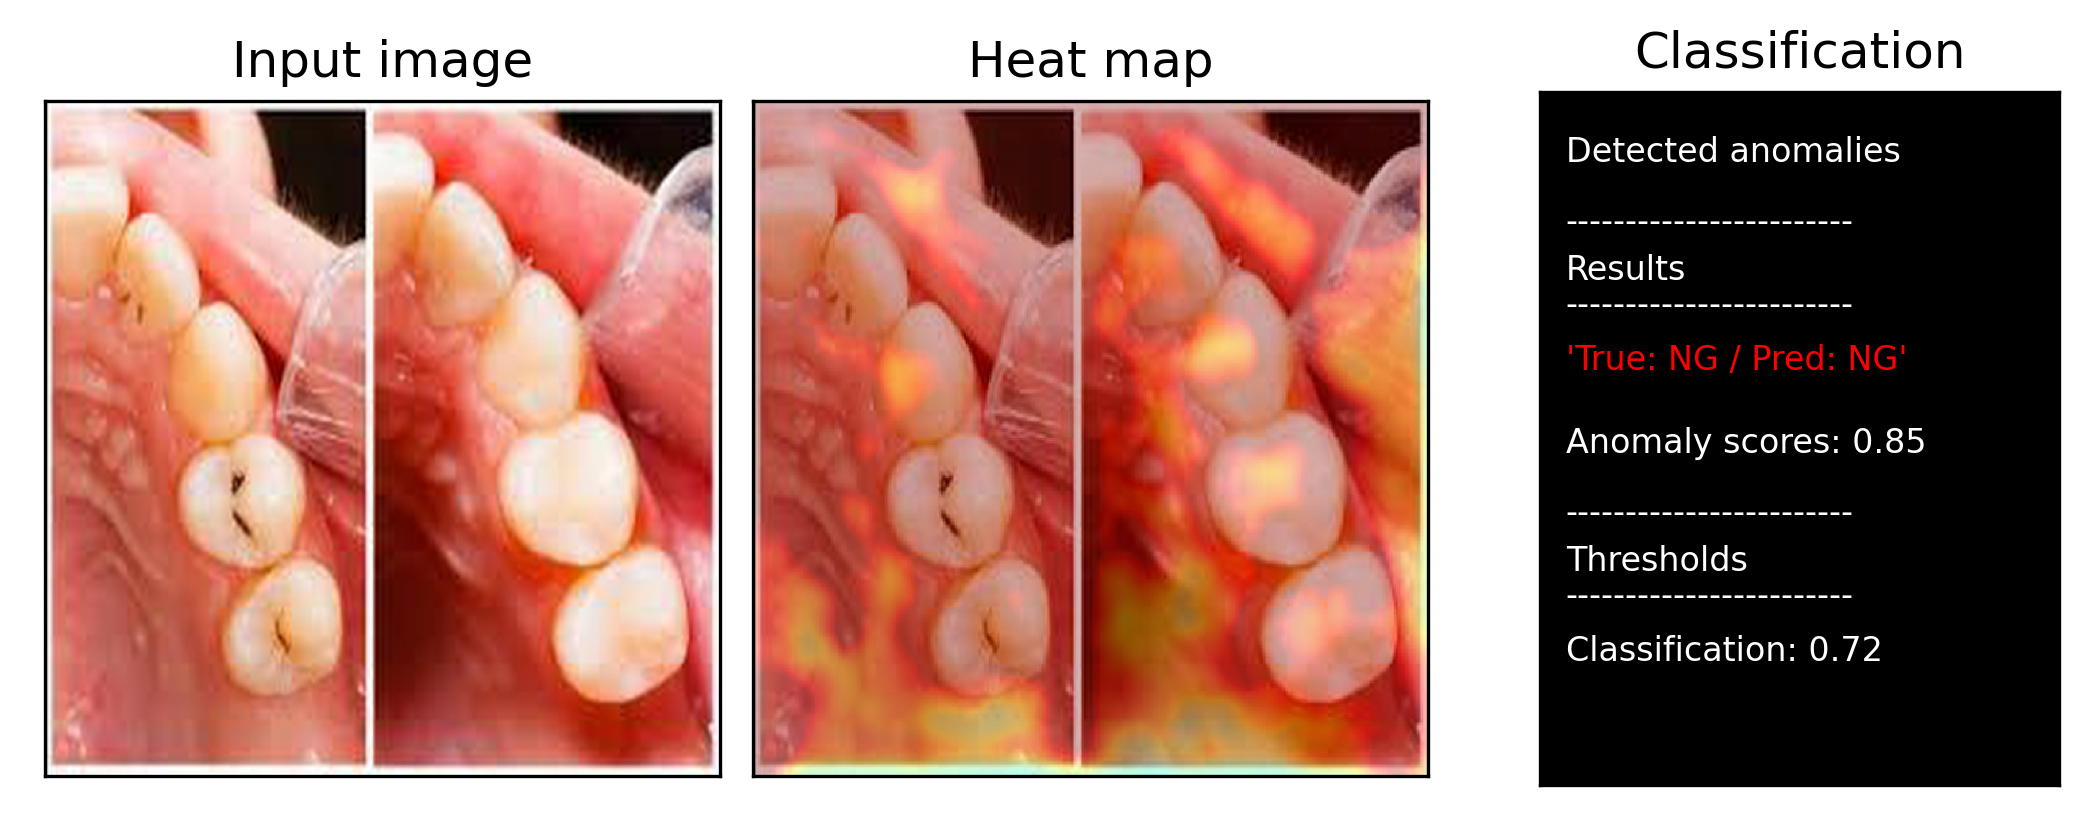 Input image
Heat map
Classification
Detected anomalies
------------------------
Results
------------------------
'True: NG / Pred: NG'
Anomaly scores: 0.85
------------------------
Thresholds
------------------------
Classification: 0.72